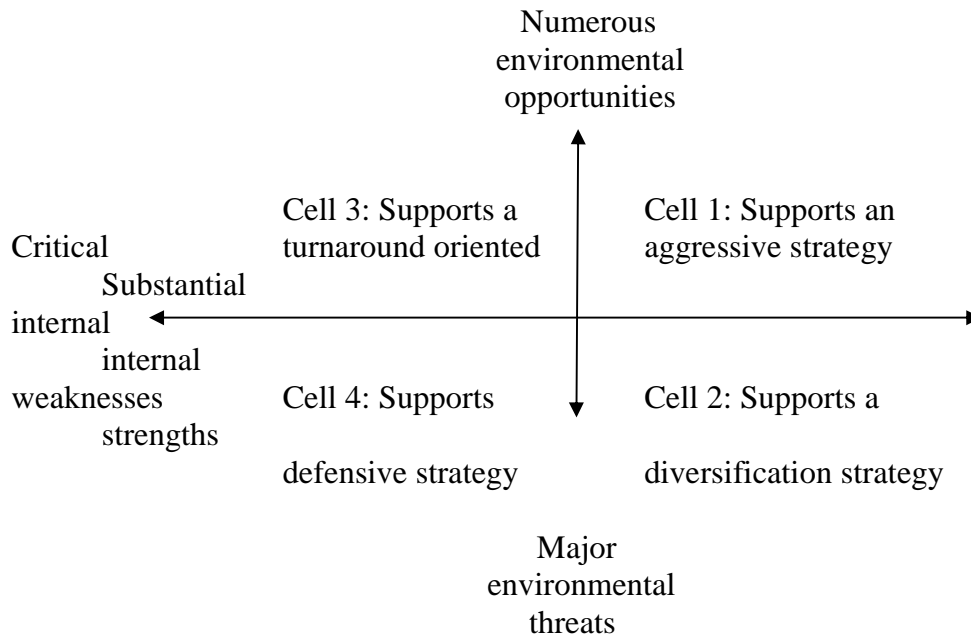 Numerous
environmental
opportunities
Cell 3: Supports a
turnaround oriented
Cell 1: Supports an
aggressive strategy
Critical
Substantial
internal
internal
weaknesses
strengths
Cell 4: Supports
defensive strategy
Cell 2: Supports a
diversification strategy
Major
environmental
threats